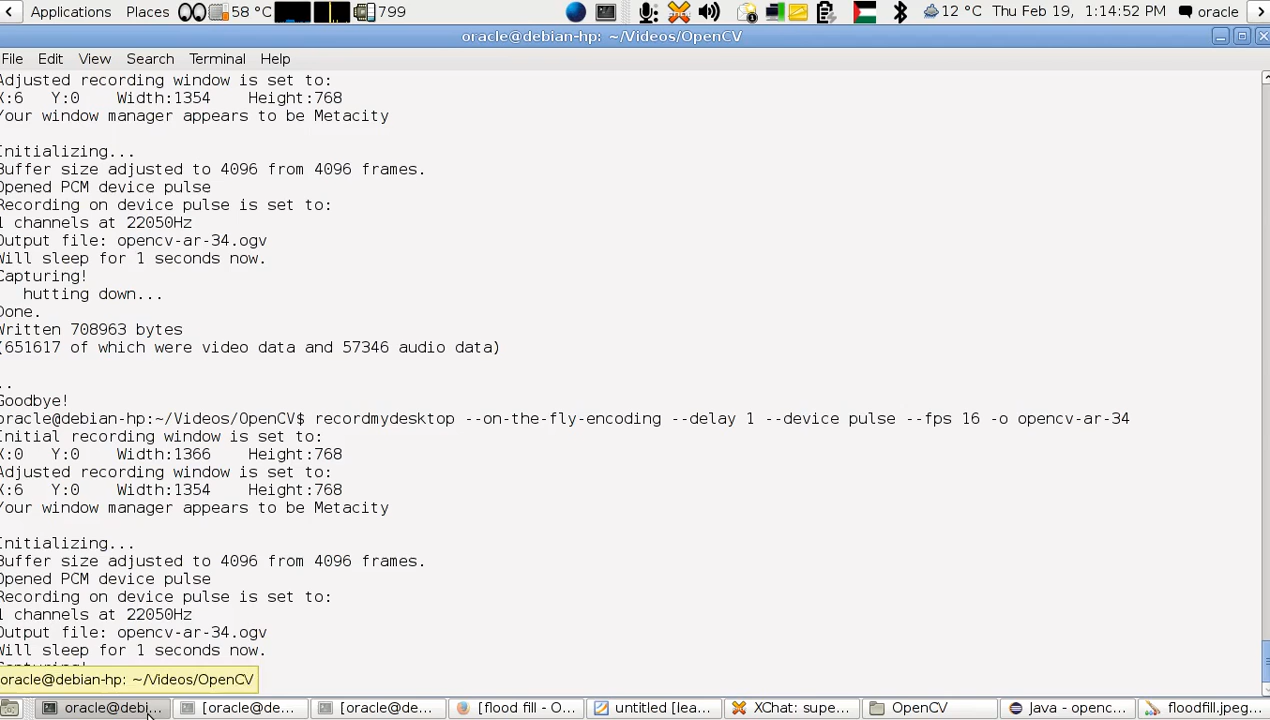 Applications Places 58 °C 799 12 °C Thu Feb 19, 1:14:52 PM oracle
oracle@debian-hp: ~/Videos/OpenCV
File Edit View Search Terminal Help
Adjusted recording window is set to:
X:6 Y:0 Width:1354 Height:768
Your window manager appears to be Metacity
Initializing...
Buffer size adjusted to 4096 from 4096 frames.
Opened PCM device pulse
Recording on device pulse is set to:
1 channels at 22050Hz
Output file: opencv-ar-34.ogv
Will sleep for 1 seconds now.
Capturing!
hutting down...
Done.
Written 708963 bytes
(651617 of which were video data and 57346 audio data)
..
Goodbye!
oracle@debian-hp:~/Videos/OpenCV$ recordmydesktop --on-the-fly-encoding --delay 1 --device pulse --fps 16 -o opencv-ar-34
Initial recording window is set to:
X:0 Y:0 Width:1366 Height:768
Adjusted recording window is set to:
X:6 Y:0 Width:1354 Height:768
Your window manager appears to be Metacity
Initializing...
Buffer size adjusted to 4096 from 4096 frames.
Opened PCM device pulse
Recording on device pulse is set to:
1 channels at 22050Hz
Output file: opencv-ar-34.ogv
Will sleep for 1 seconds now.
Capturing!
oracle@debian-hp: ~/Videos/OpenCV
oracle@debi... [oracle@de... [oracle@de... [flood fill - O... untitled [lea... XChat: supe... OpenCV Java - openc... floodfill.jpeg...